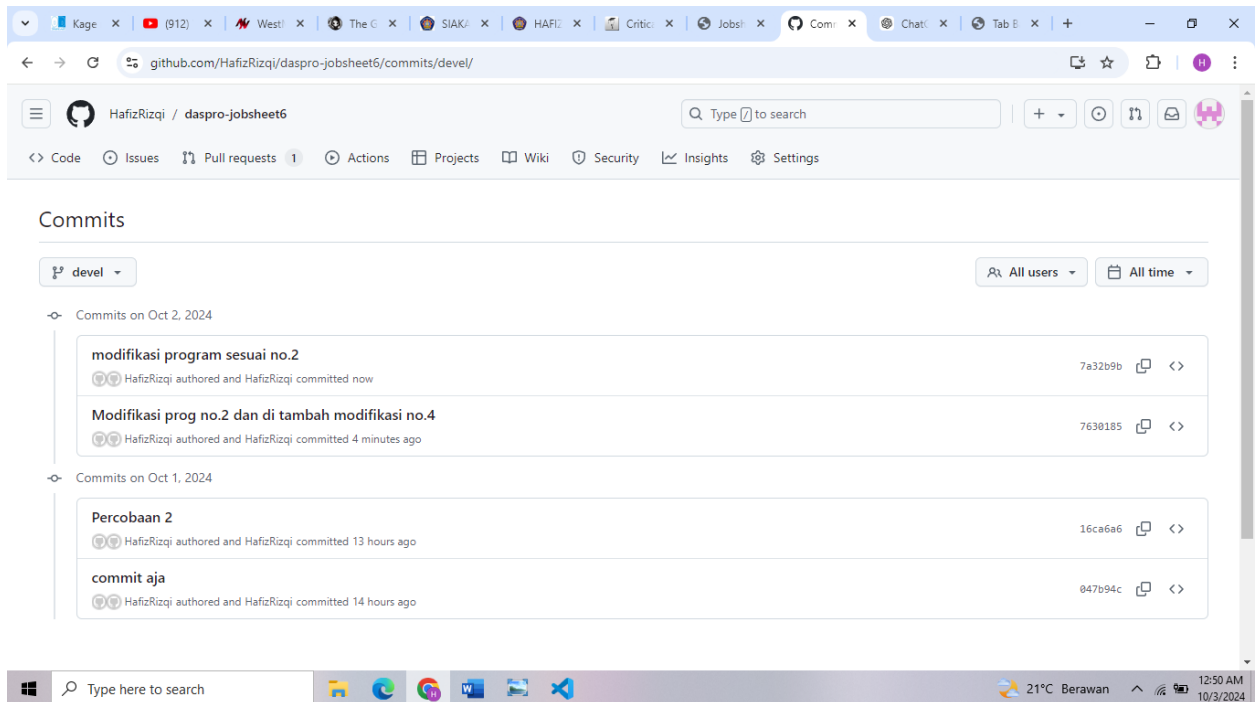 Kage
(912)
West
The G
SIAKA
HAFIZ
Critica
Jobsh
Com
Chat
Tab B
github.com/HafizRizqi/daspro-jobsheet6/commits/devel/
H
HafizRizqi / daspro-jobsheet6
Type / to search
Code Issues Pull requests 1 Actions Projects Wiki Security Insights Settings
Commits
devel
All users All time
Commits on Oct 2, 2024
modifikasi program sesuai no.2
7a32b9b
HafizRizqi authored and HafizRizqi committed now
Modifikasi prog no.2 dan di tambah modifikasi no.4
7630185
HafizRizqi authored and HafizRizqi committed 4 minutes ago
Commits on Oct 1, 2024
Percobaan 2
16ca6a6
HafizRizqi authored and HafizRizqi committed 13 hours ago
commit aja
047b94c
HafizRizqi authored and HafizRizqi committed 14 hours ago
Type here to search
21°C Berawan
12:50 AM
10/3/2024